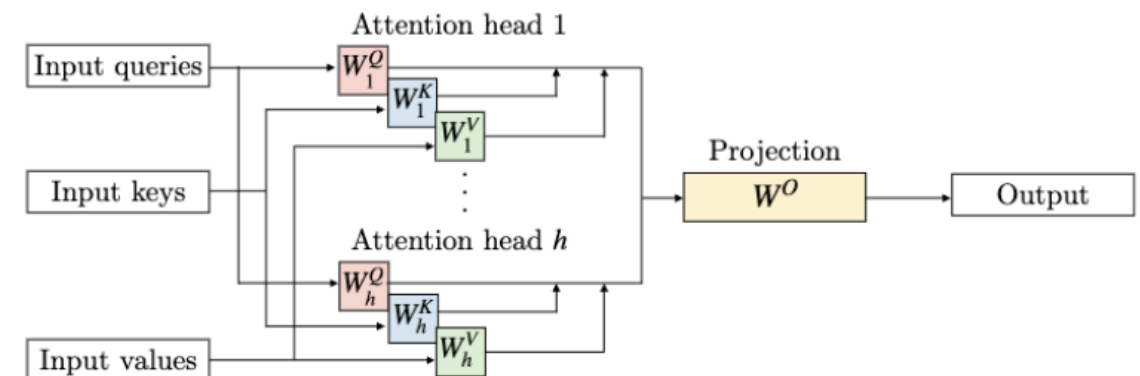 Attention head 1
Input queries
W_1^Q
W_1^K
W_1^V
Input keys
Projection
W^O
Output
Attention head h
W_h^Q
W_h^K
W_h^V
Input values